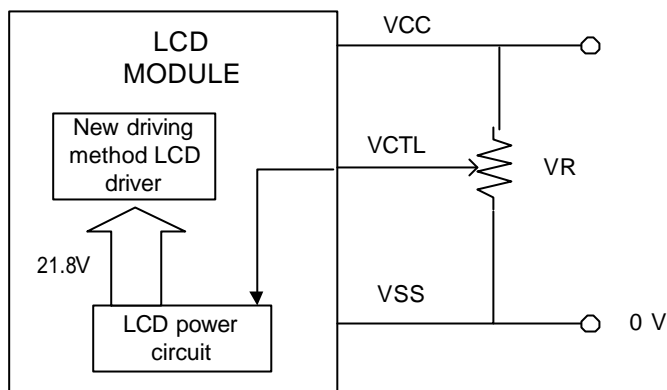 LCD
MODULE
VCC
New driving
method LCD
driver
VCTL
VR
21.8V
VSS
LCD power
circuit
0 V